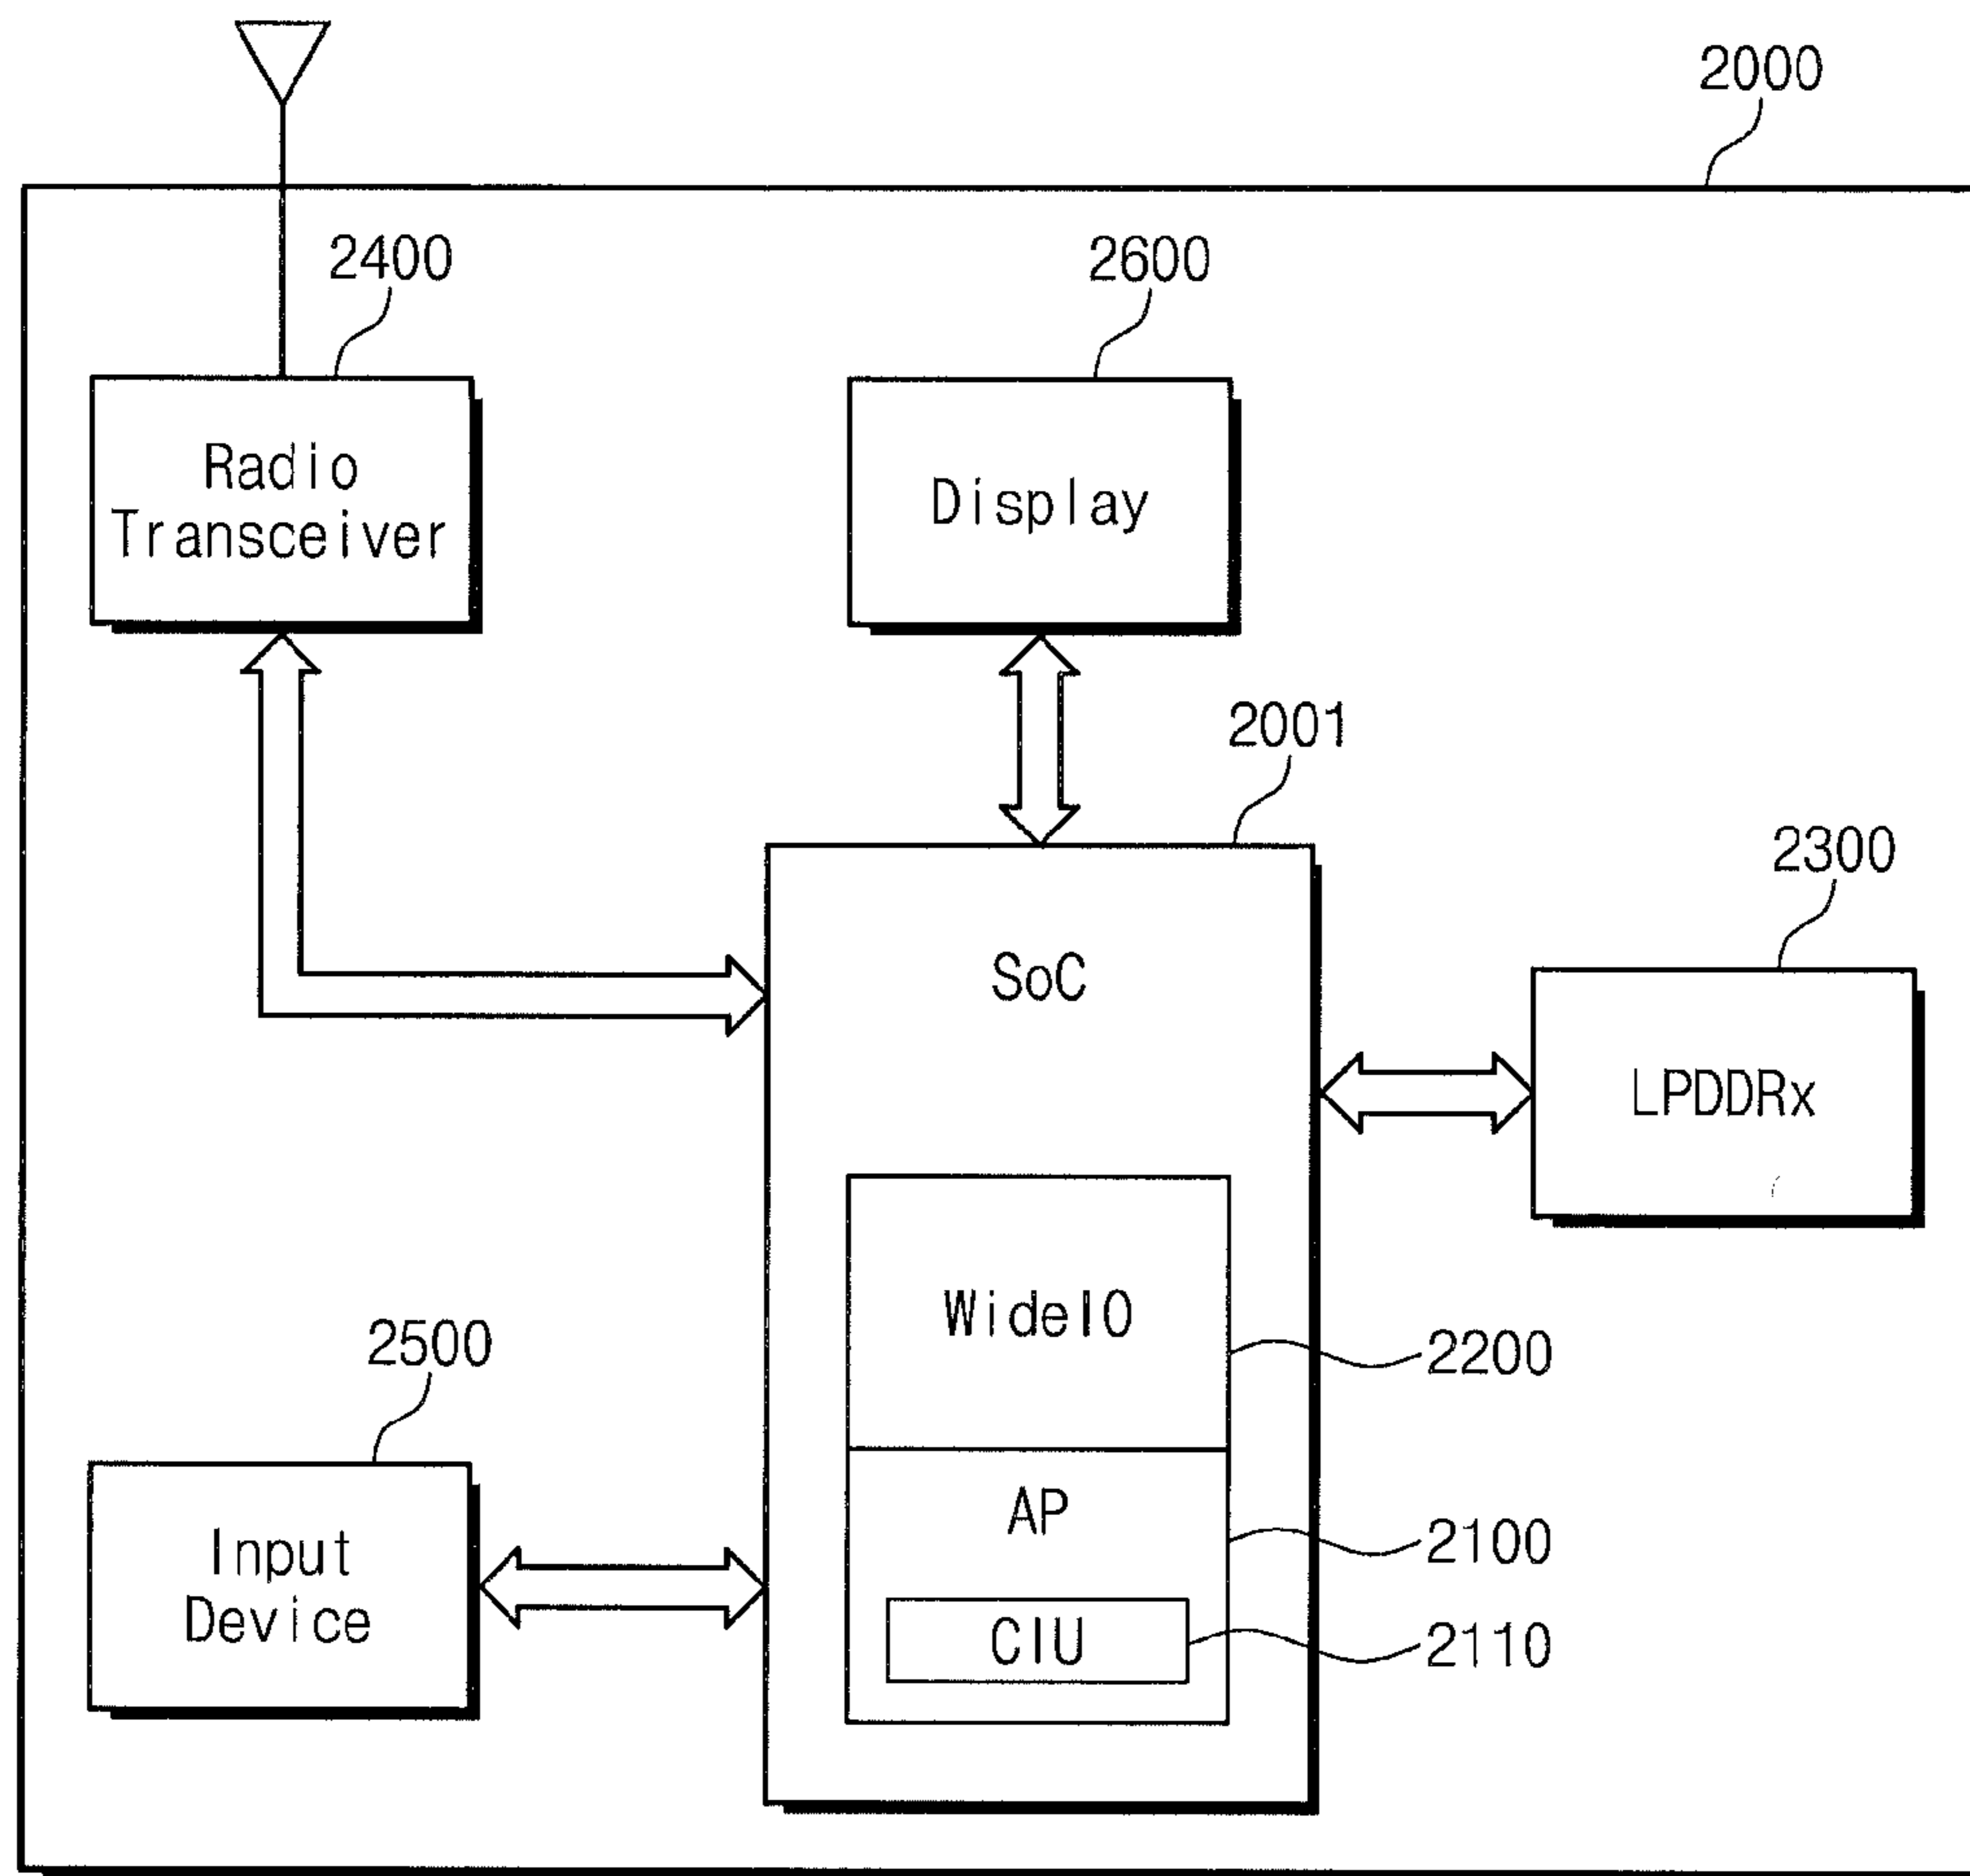 2000
2400
2600
Radio
Transceiver
Display
2001
2300
SoC
LPDDRx
WideIO
2200
2500
AP
2100
Input
Device
CIU
2110